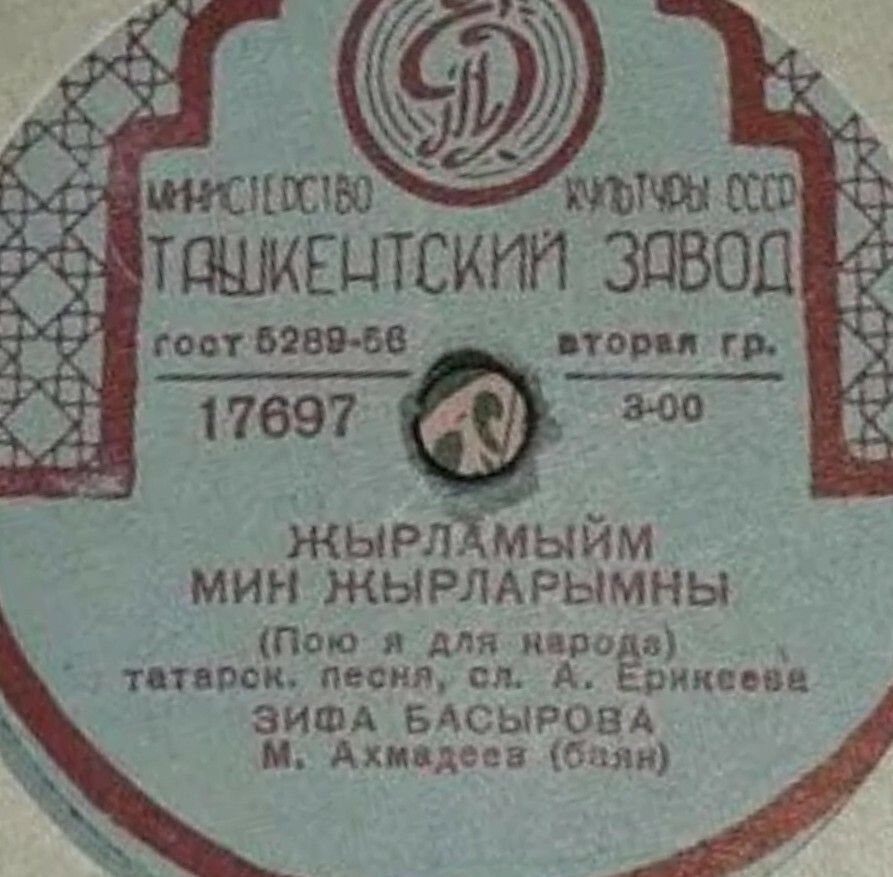 МИНИСТЕРСТВО КУЛЬТУРЫ СССР
ТАШКЕНТСКИЙ ЗАВОД
гост 5289-56 вторая гр.
17697 3-00
ЖЫРЛАМЫЙМ
МИН ЖЫРЛАРЫМНЫ
(Пою я для народа)
татарск. песня, сл. А. Ерикеева
ЗИФА БАСЫРОВА
М. Ахмадеев (баян)